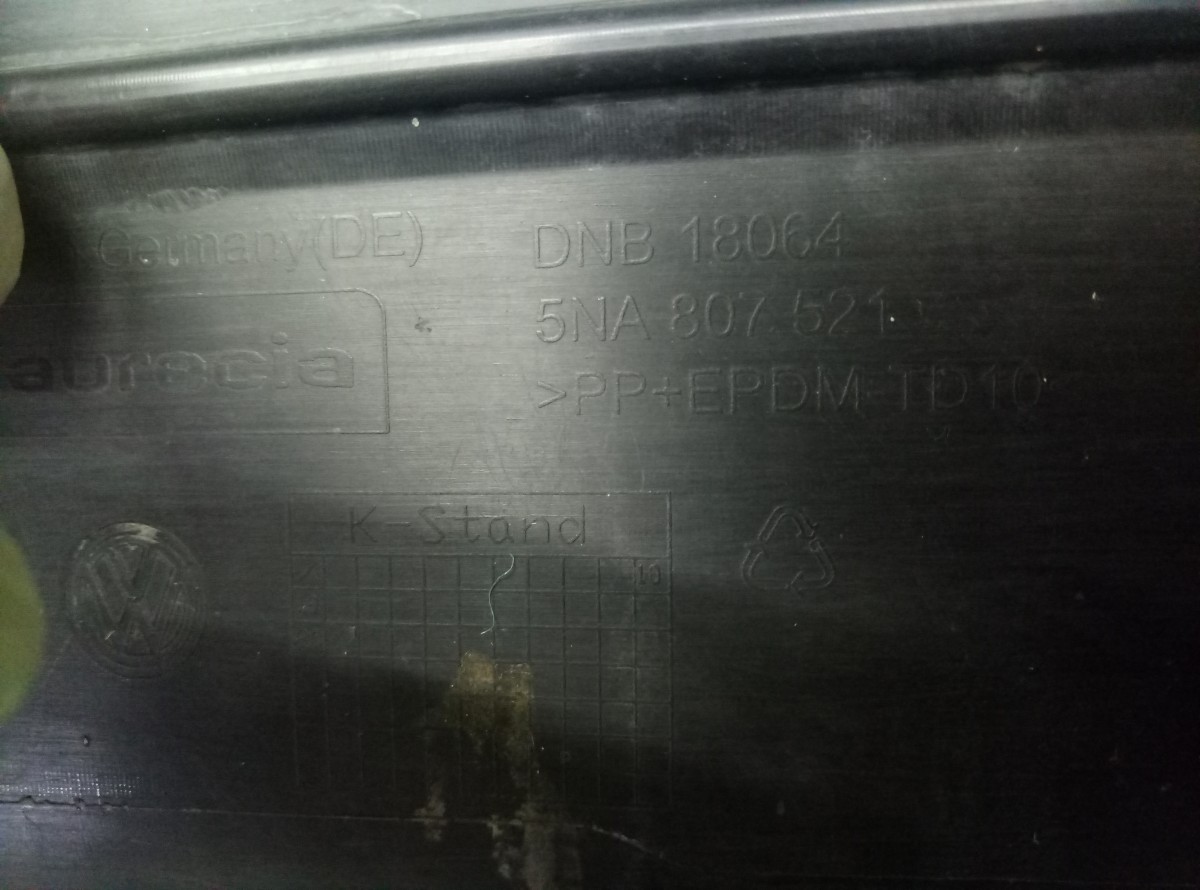 Germany(DE)
DNB 18064
5NA 807.521
aurecia
>PP+EPDM-TD10
K-Stand
10